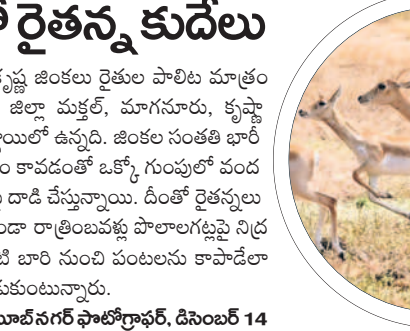 రైతన్న కుదేలు
జింకలు రైతుల పాలిట మాత్రం
జిల్లా మక్తల్, మాగనూరు, కృష్ణా
ఉన్నది. జింకల సంతతి భారీ
కావడంతో ఒక్కో గుంపులో వంద
దాడి చేస్తున్నాయి. దీంతో రైతన్నలు
రాత్రింబవళ్లు పొలాలగట్లపై నిద్ర
బారి నుంచి పంటలను కాపాడేలా
ఫొటోగ్రాఫర్, డిసెంబర్ 14